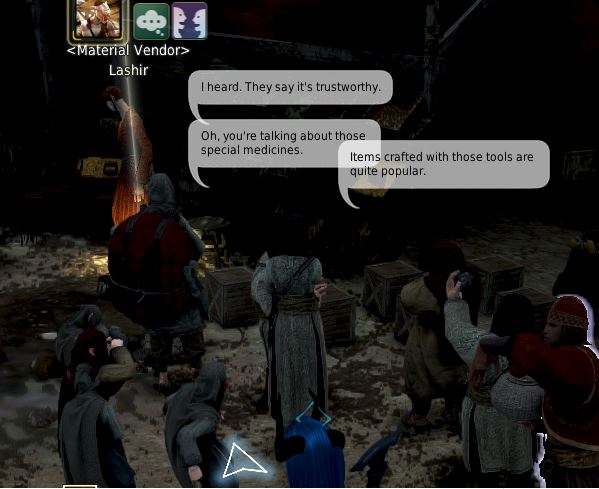 <Material Vendor>
Lashir
I heard. They say it's trustworthy.
Oh, you're talking about those
special medicines.
Items crafted with those tools are
quite popular.